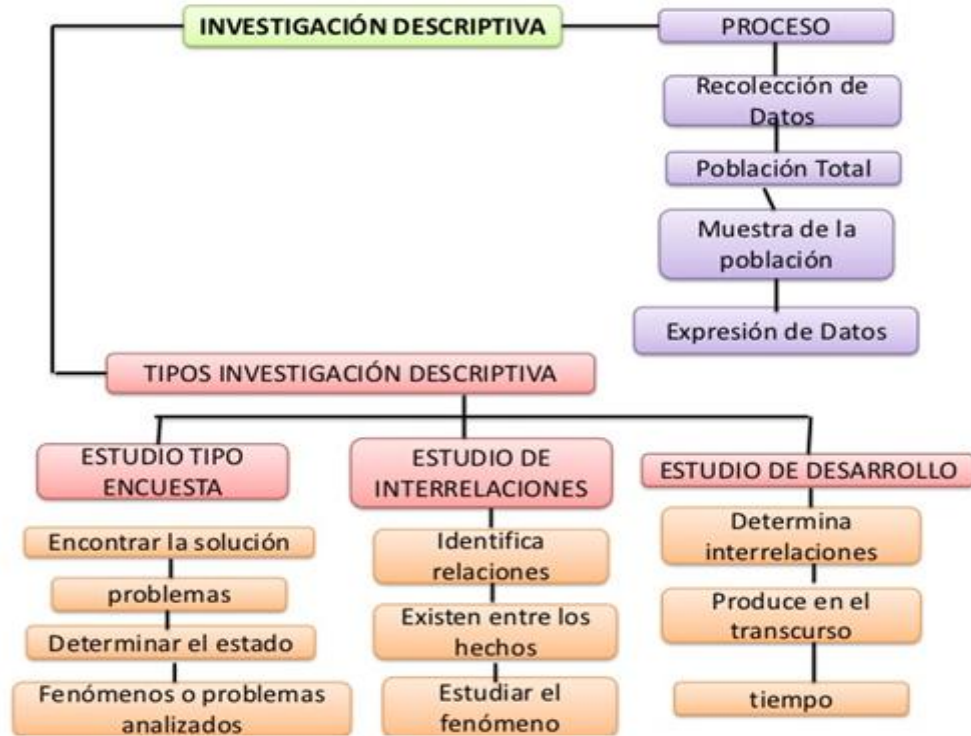 INVESTIGACIÓN DESCRIPTIVA
PROCESO
Recolección de
Datos
Población Total
Muestra de la
población
Expresión de Datos
TIPOS INVESTIGACIÓN DESCRIPTIVA
ESTUDIO TIPO
ENCUESTA
Encontrar la solución
problemas
Determinar el estado
Fenómenos o problemas
analizados
ESTUDIO DE
INTERRELACIONES
Identifica
relaciones
Existen entre los
hechos
Estudiar el
fenómeno
ESTUDIO DE DESARROLLO
Determina
interrelaciones
Produce en el
transcurso
tiempo